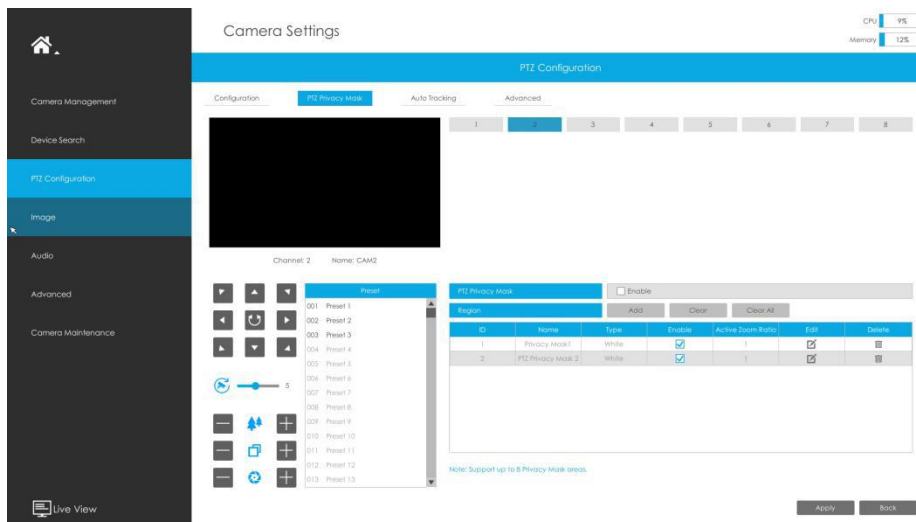 Camera Settings
CPU 9%
Memory 12%
PTZ Configuration
Camera Management
Device Search
PTZ Configuration
Image
Audio
Advanced
Camera Maintenance
Live View
Configuration PTZ Privacy Mask Auto Tracking Advanced
1 2 3 4 5 6 7 8
Channel: 2 Name: CAM2
Preset
001 Preset 1
002 Preset 2
003 Preset 3
004 Preset 4
005 Preset 5
006 Preset 6
007 Preset 7
008 Preset 8
009 Preset 9
010 Preset 10
011 Preset 11
012 Preset 12
013 Preset 13
5
PTZ Privacy Mask Enable
Region Add Clear Clear All
ID Name Type Enable Active Zoom Ratio Edit Delete
1 Privacy Mask1 White 1
2 PTZ Privacy Mask 2 White 1
Note: Support up to 8 Privacy Mask areas.
Apply Back